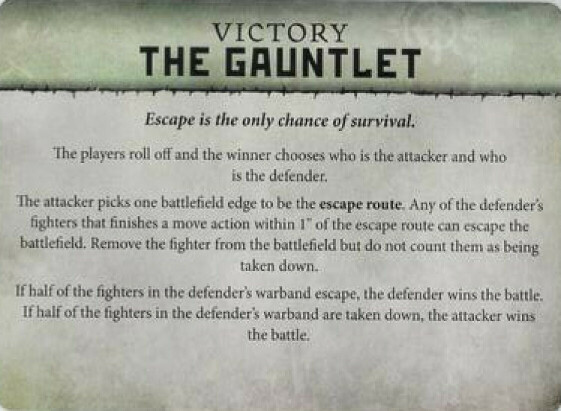 VICTORY
THE GAUNTLET
Escape is the only chance of survival.
The players roll off and the winner chooses who is the attacker and who
is the defender.
The attacker picks one battlefield edge to be the escape route. Any of the defender's
fighters that finishes a move action within 1" of the escape route can escape the
battlefield. Remove the fighter from the battlefield but do not count them as being
taken down.
If half of the fighters in the defender's warband escape, the defender wins the battle.
If half of the fighters in the defender's warband are taken down, the attacker wins
the battle.